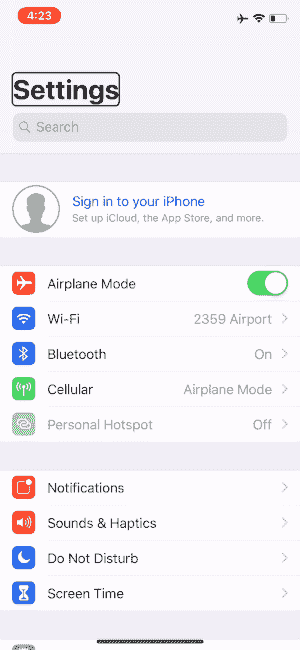 4:23
Settings
Search
Sign in to your iPhone
Set up iCloud, the App Store, and more.
Airplane Mode
Wi-Fi 2359 Airport
Bluetooth On
Cellular Airplane Mode
Personal Hotspot Off
Notifications
Sounds & Haptics
Do Not Disturb
Screen Time